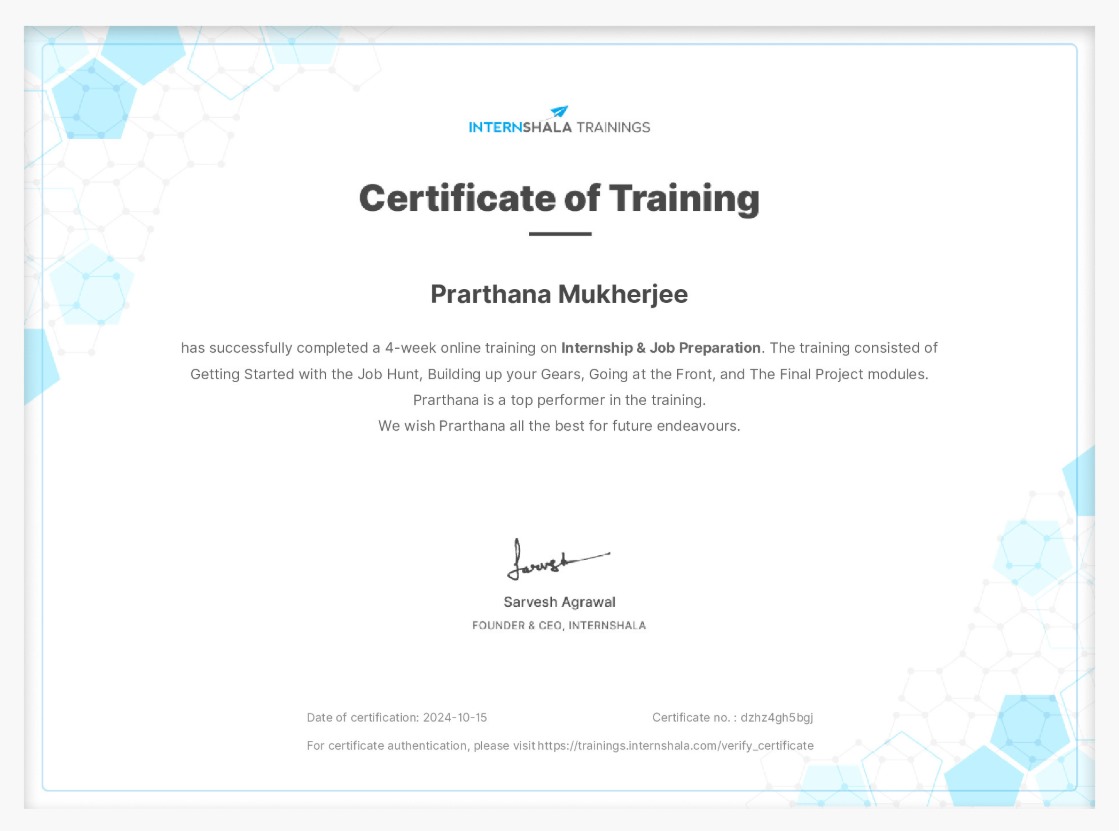 INTERNSHALA TRAININGS
Certificate of Training
Prarthana Mukherjee
has successfully completed a 4-week online training on Internship & Job Preparation. The training consisted of
Getting Started with the Job Hunt, Building up your Gears, Going at the Front, and The Final Project modules.
Prarthana is a top performer in the training.
We wish Prarthana all the best for future endeavours.
Sarvesh
Sarvesh Agrawal
FOUNDER & CEO, INTERNSHALA
Date of certification: 2024-10-15 Certificate no. : dzhz4gh5bgj
For certificate authentication, please visit https://trainings.internshala.com/verify_certificate